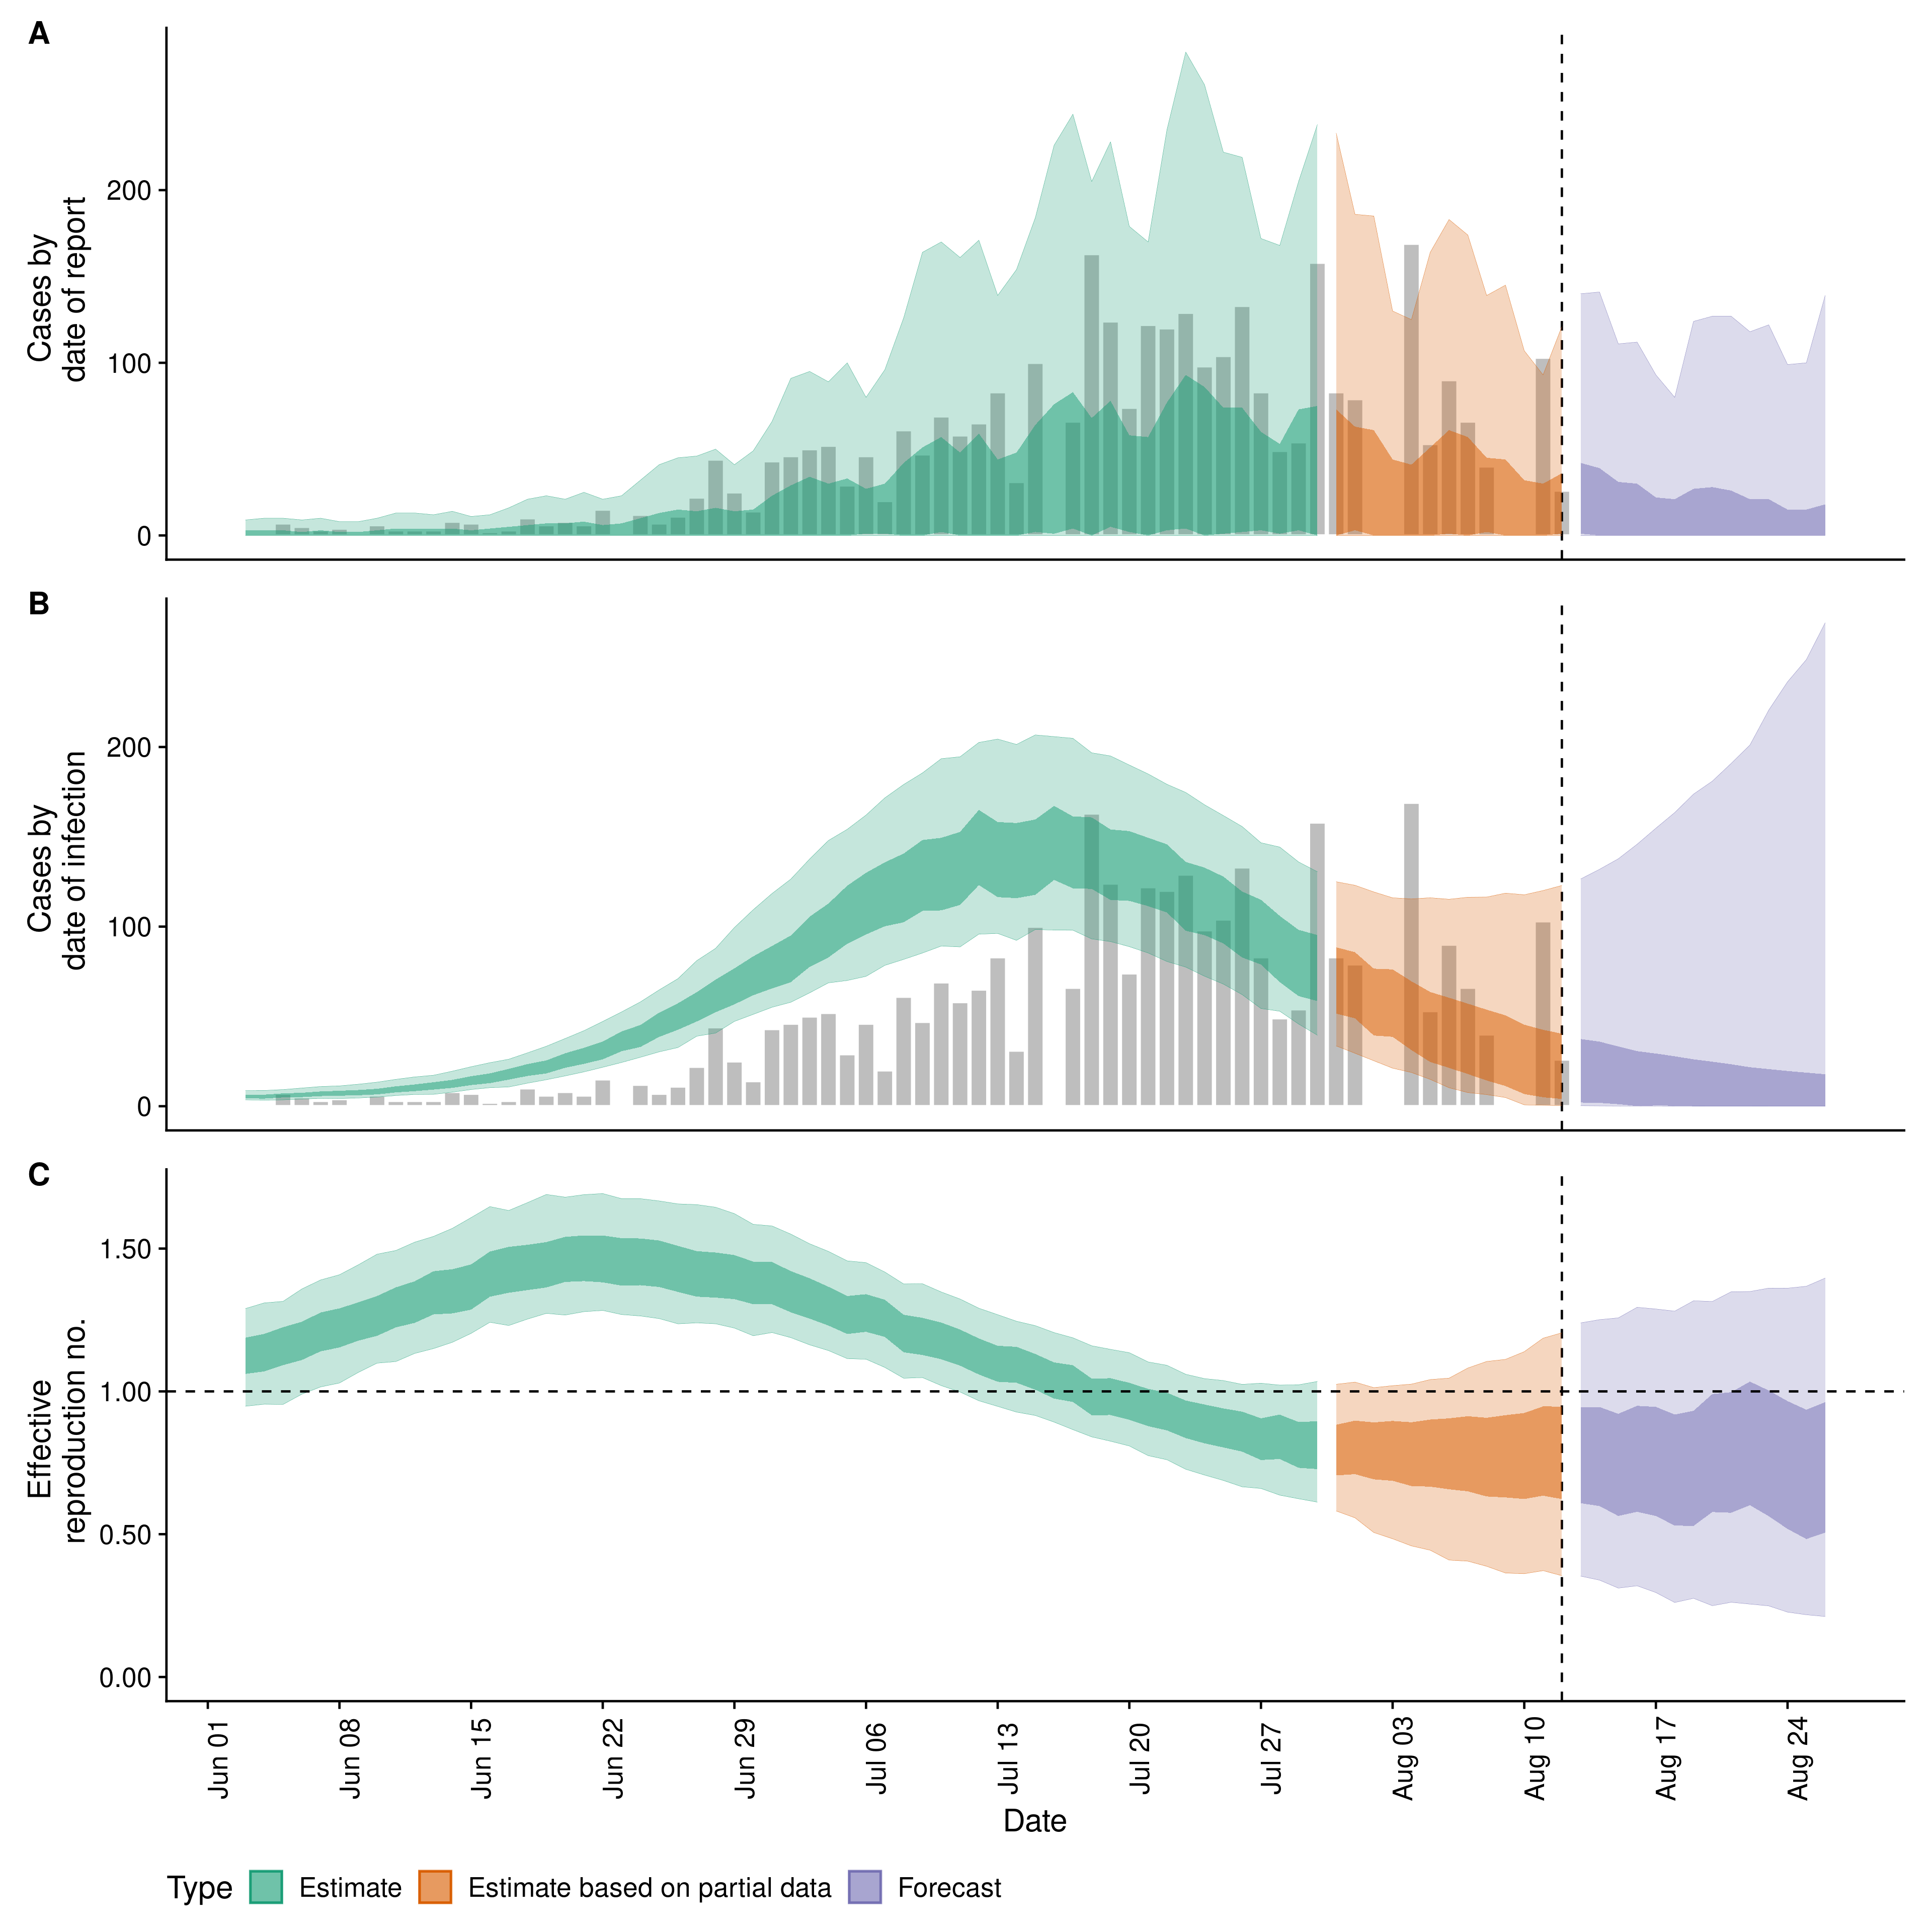 A
Cases by
date of report
200
100
0
B
Cases by
date of infection
200
100
0
C
Effective
reproduction no.
1.50
1.00
0.50
0.00
Jun 01
Jun 08
Jun 15
Jun 22
Jun 29
Jul 06
Jul 13
Jul 20
Jul 27
Aug 03
Aug 10
Aug 17
Aug 24
Date
Type Estimate Estimate based on partial data Forecast